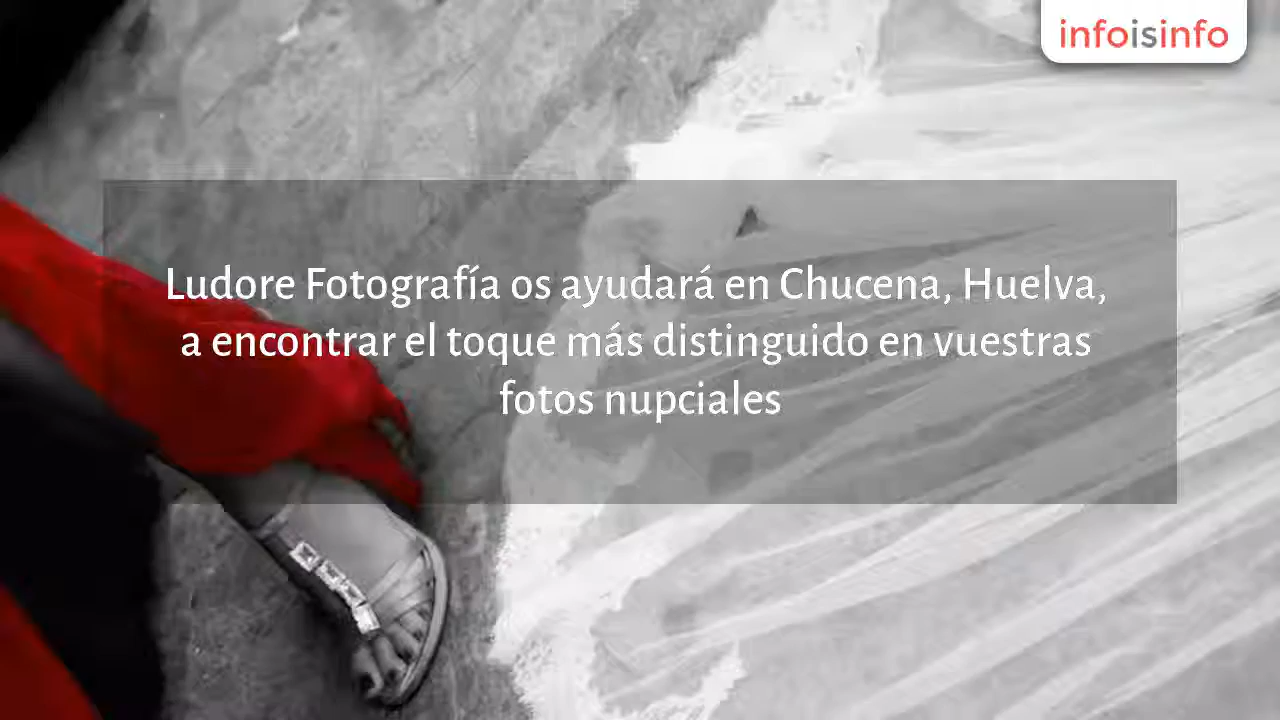 infoisinfo
Ludore Fotografía os ayudará en Chucena, Huelva,
a encontrar el toque más distinguido en vuestras
fotos nupciales